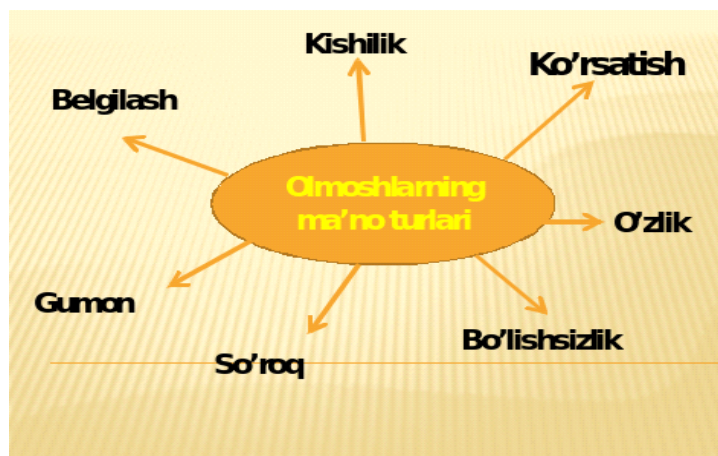 Kishilik
Ko’rsatish
Belgilash
Olmoshlarning
ma’no turlari
O’zlik
Gumon
Bo’lishsizlik
So’roq